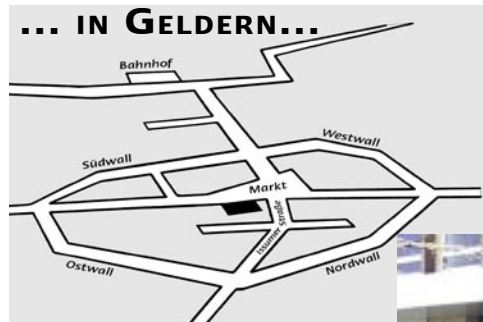 ... IN GELDERN...
Bahnhof
Westwall
Südwall
Markt
Issumer Straße
Ostwall
Nordwall